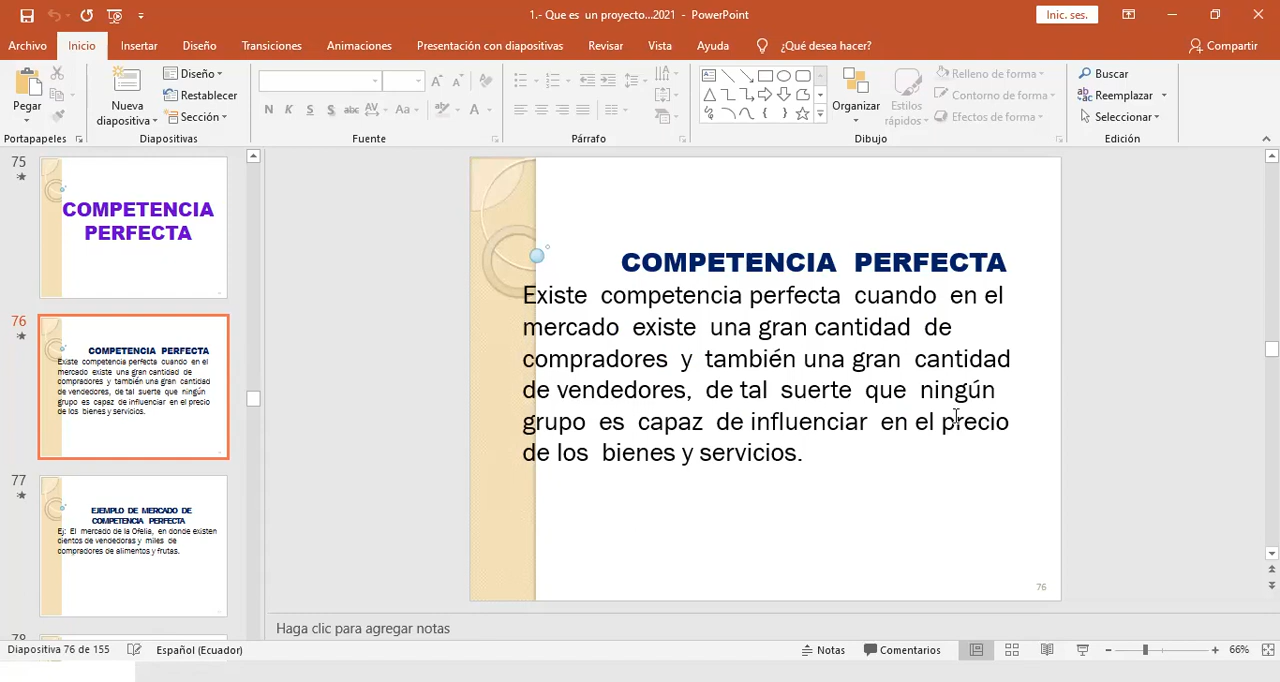 1.- Que es un proyecto...2021 - PowerPoint
Inic. ses.
Archivo Inicio Insertar Diseño Transiciones Animaciones Presentación con diapositivas Revisar Vista Ayuda ¿Qué desea hacer? Compartir
Pegar
Portapapeles
Nueva
diapositiva
Diseño
Restablecer
Sección
Diapositivas
N K S S abc AV Aa A
Fuente
Párrafo
Organizar
Estilos
rápidos
Relleno de forma
Contorno de forma
Efectos de forma
Dibujo
Buscar
Reemplazar
Seleccionar
Edición
75
COMPETENCIA
PERFECTA
76
COMPETENCIA PERFECTA
Existe competencia perfecta cuando en el
mercado existe una gran cantidad de
compradores y también una gran cantidad
de vendedores, de tal suerte que ningún
grupo es capaz de influenciar en el precio
de los bienes y servicios.
77
EJEMPLO DE MERCADO DE
COMPETENCIA PERFECTA
Ej: El mercado de la Ofelia, en donde existen
cientos de vendedoras y miles de
compradores de alimentos y frutas.
78
COMPETENCIA PERFECTA
Existe competencia perfecta cuando en el
mercado existe una gran cantidad de
compradores y también una gran cantidad
de vendedores, de tal suerte que ningún
grupo es capaz de influenciar en el precio
de los bienes y servicios.
76
Haga clic para agregar notas
Diapositiva 76 de 155 Español (Ecuador) Notas Comentarios 66%